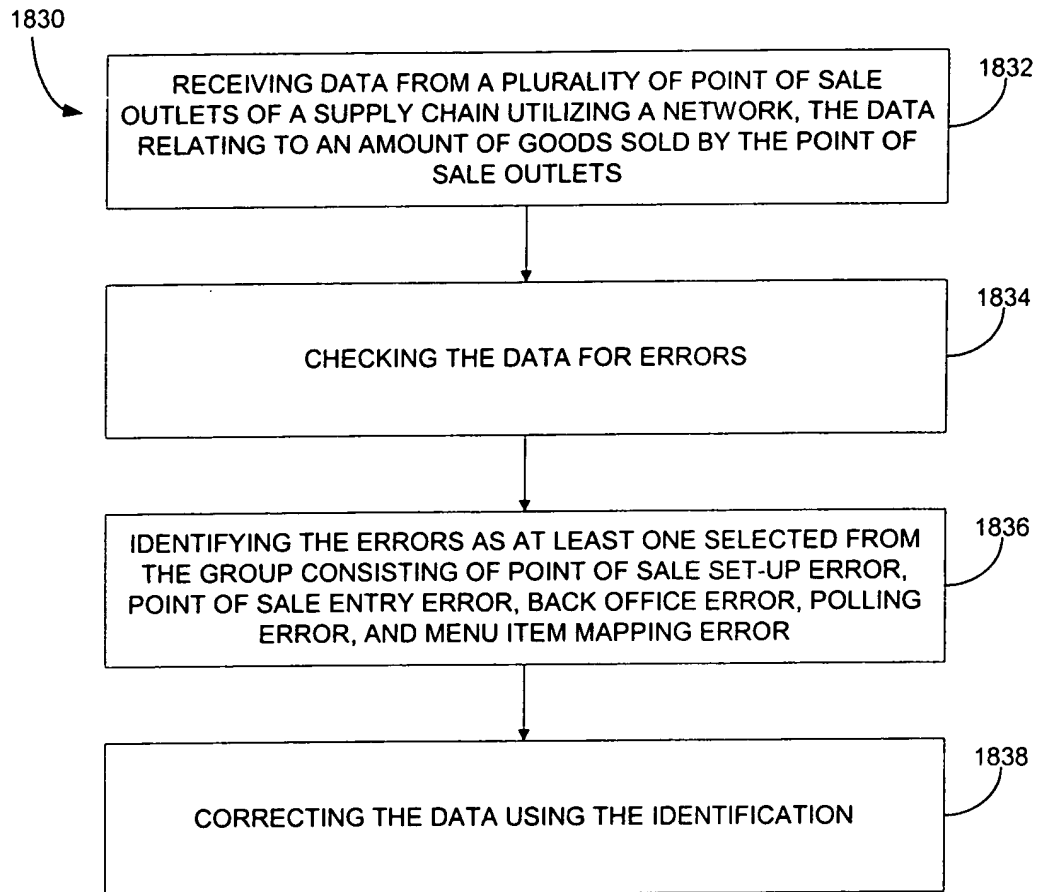 1830
RECEIVING DATA FROM A PLURALITY OF POINT OF SALE
OUTLETS OF A SUPPLY CHAIN UTILIZING A NETWORK, THE DATA
RELATING TO AN AMOUNT OF GOODS SOLD BY THE POINT OF
SALE OUTLETS
1832
CHECKING THE DATA FOR ERRORS
1834
IDENTIFYING THE ERRORS AS AT LEAST ONE SELECTED FROM
THE GROUP CONSISTING OF POINT OF SALE SET-UP ERROR,
POINT OF SALE ENTRY ERROR, BACK OFFICE ERROR, POLLING
ERROR, AND MENU ITEM MAPPING ERROR
1836
CORRECTING THE DATA USING THE IDENTIFICATION
1838